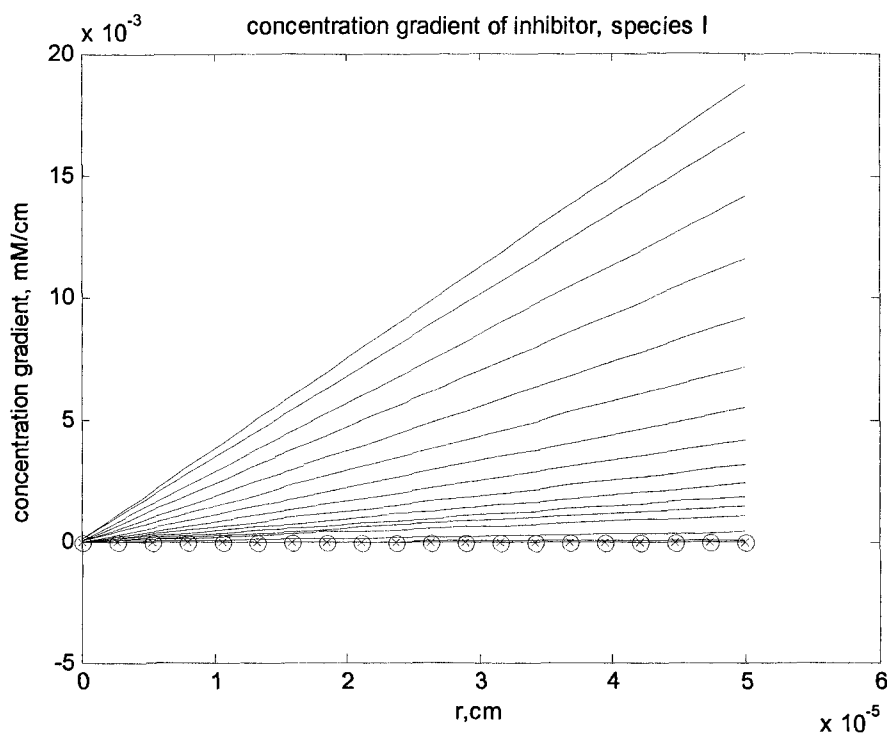 x 10⁻³
concentration gradient of inhibitor, species I
20
15
10
5
0
-5
concentration gradient, mM/cm
0 1 2 3 4 5 6
r,cm
x 10⁻⁵